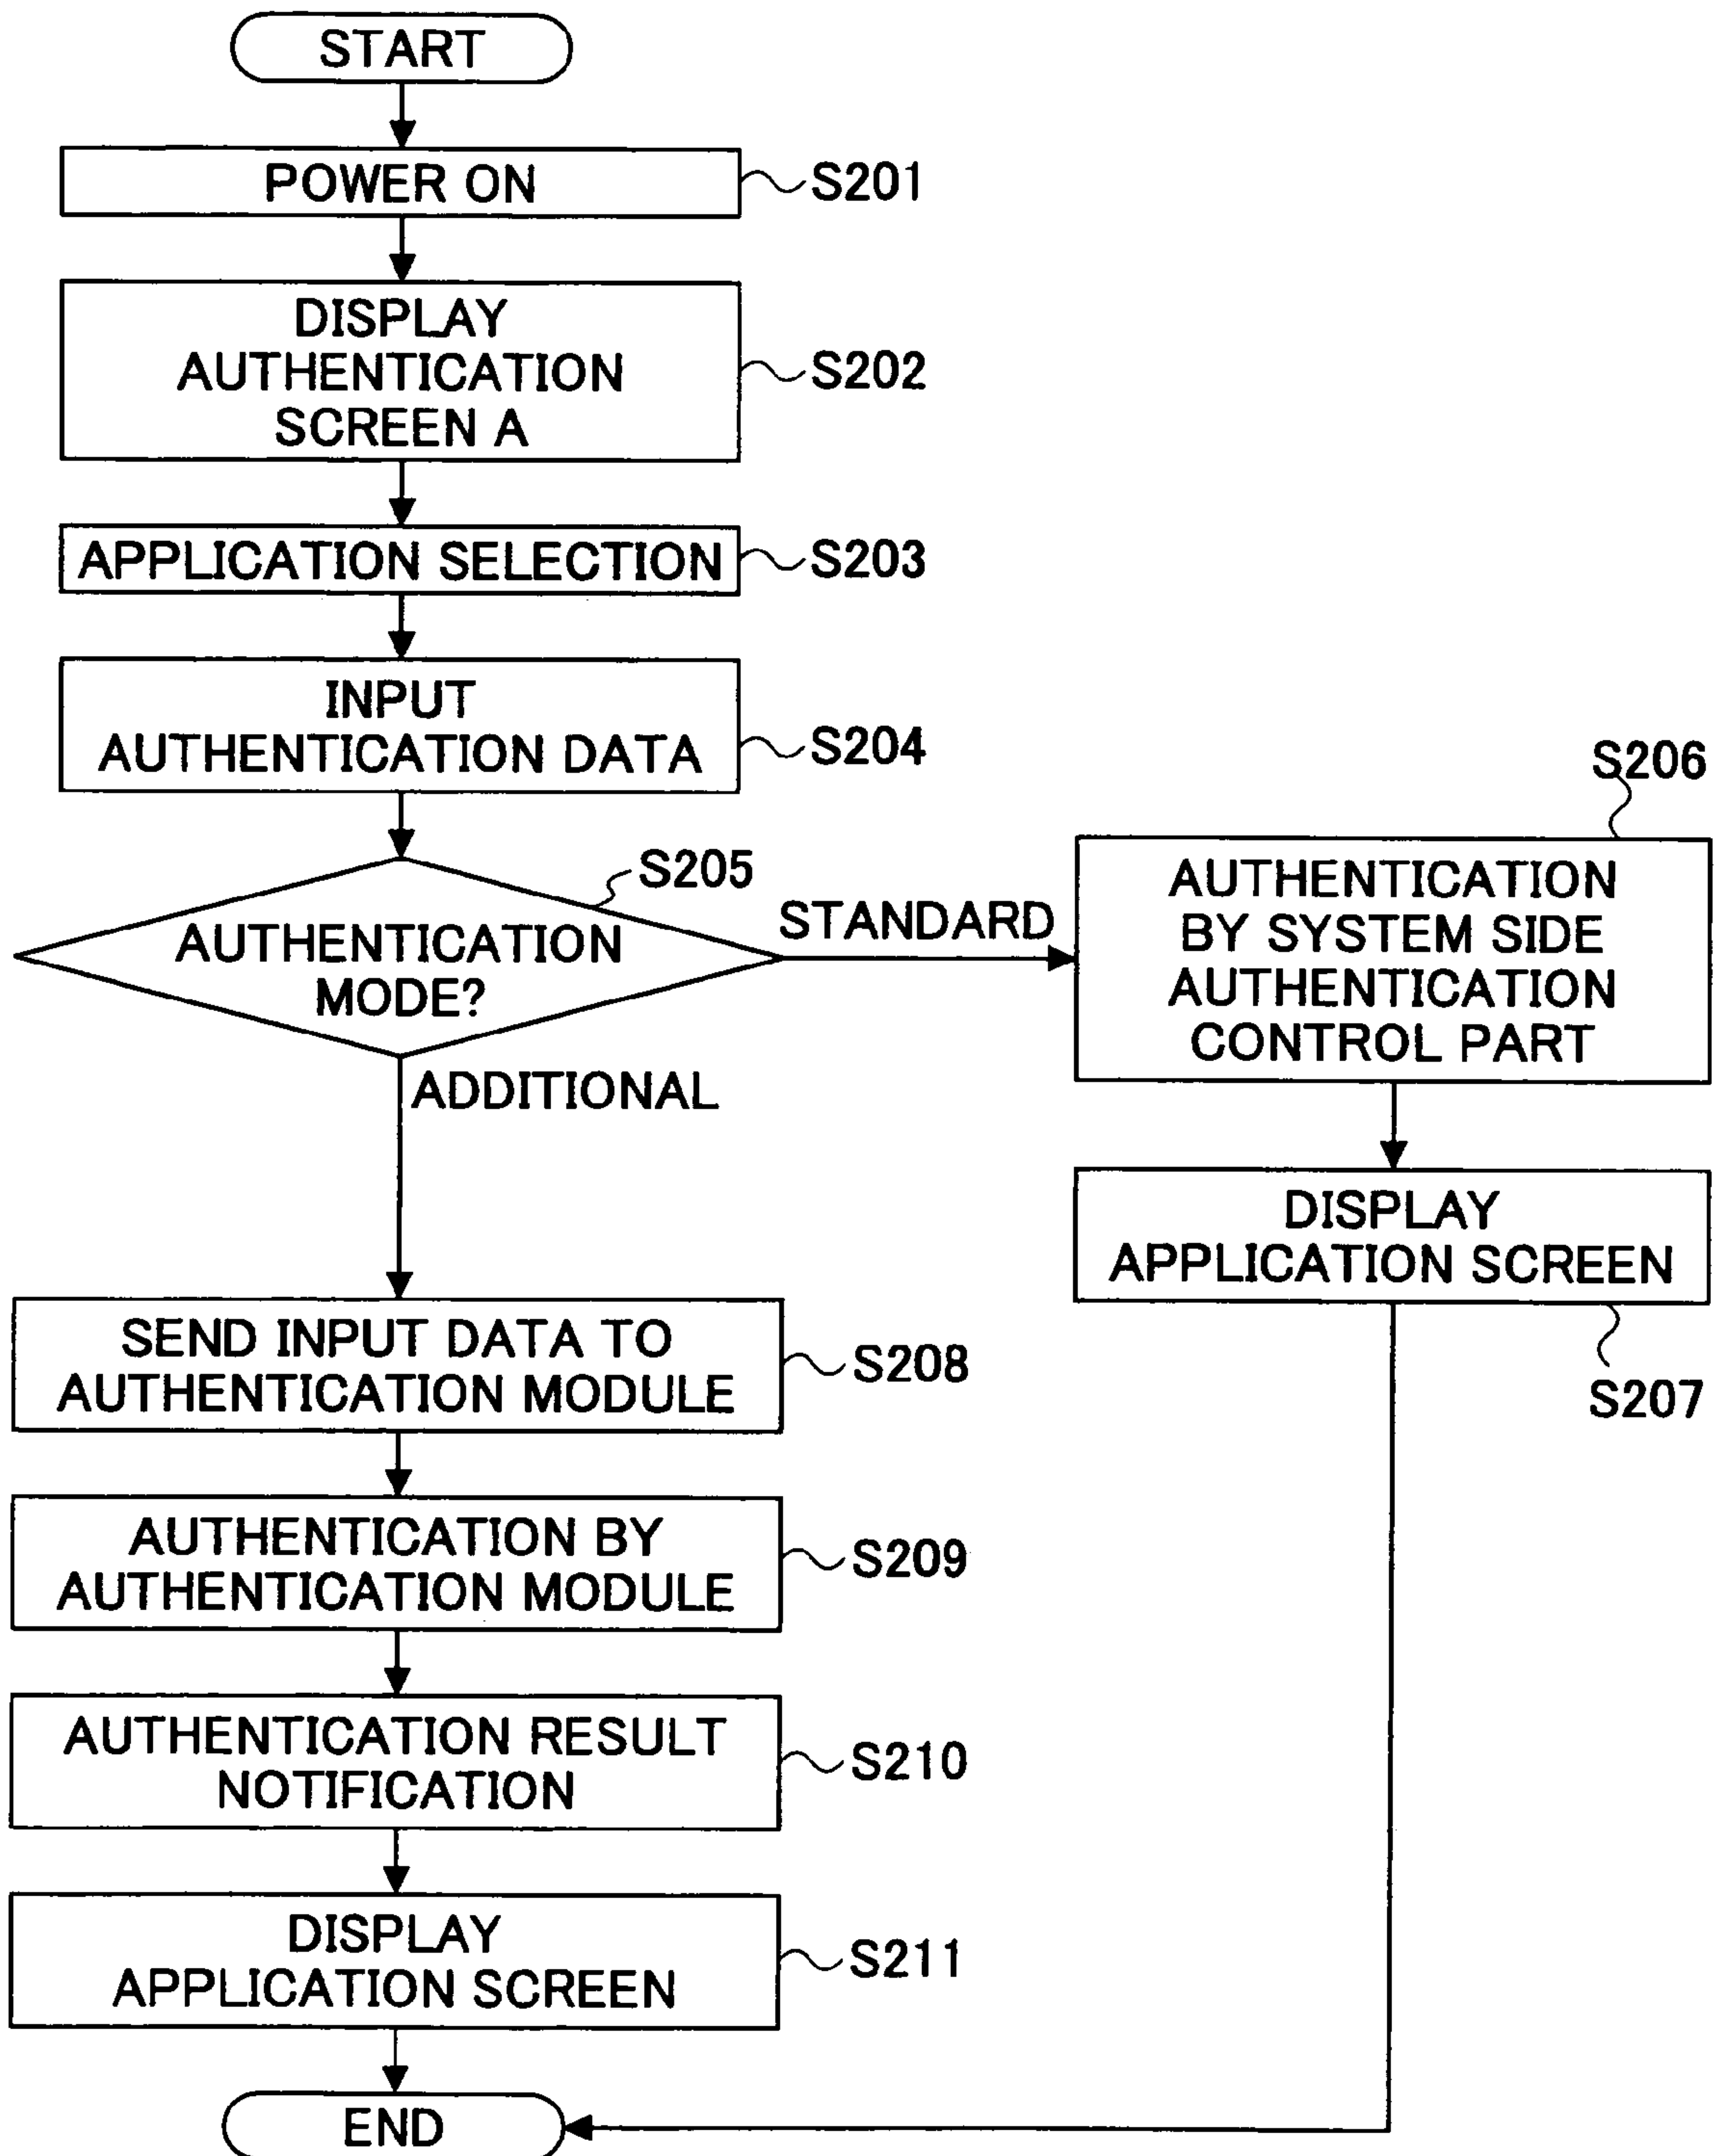 START
POWER ON
S201
DISPLAY
AUTHENTICATION
SCREEN A
S202
APPLICATION SELECTION
S203
INPUT
AUTHENTICATION DATA
S204
S205
AUTHENTICATION
MODE?
STANDARD
S206
AUTHENTICATION
BY SYSTEM SIDE
AUTHENTICATION
CONTROL PART
DISPLAY
APPLICATION SCREEN
S207
ADDITIONAL
SEND INPUT DATA TO
AUTHENTICATION MODULE
S208
AUTHENTICATION BY
AUTHENTICATION MODULE
S209
AUTHENTICATION RESULT
NOTIFICATION
S210
DISPLAY
APPLICATION SCREEN
S211
END